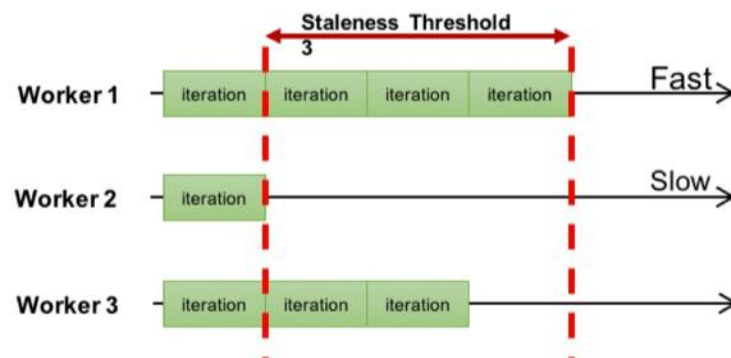 Staleness Threshold
3
Worker 1 iteration iteration iteration iteration Fast
Worker 2 iteration Slow
Worker 3 iteration iteration iteration